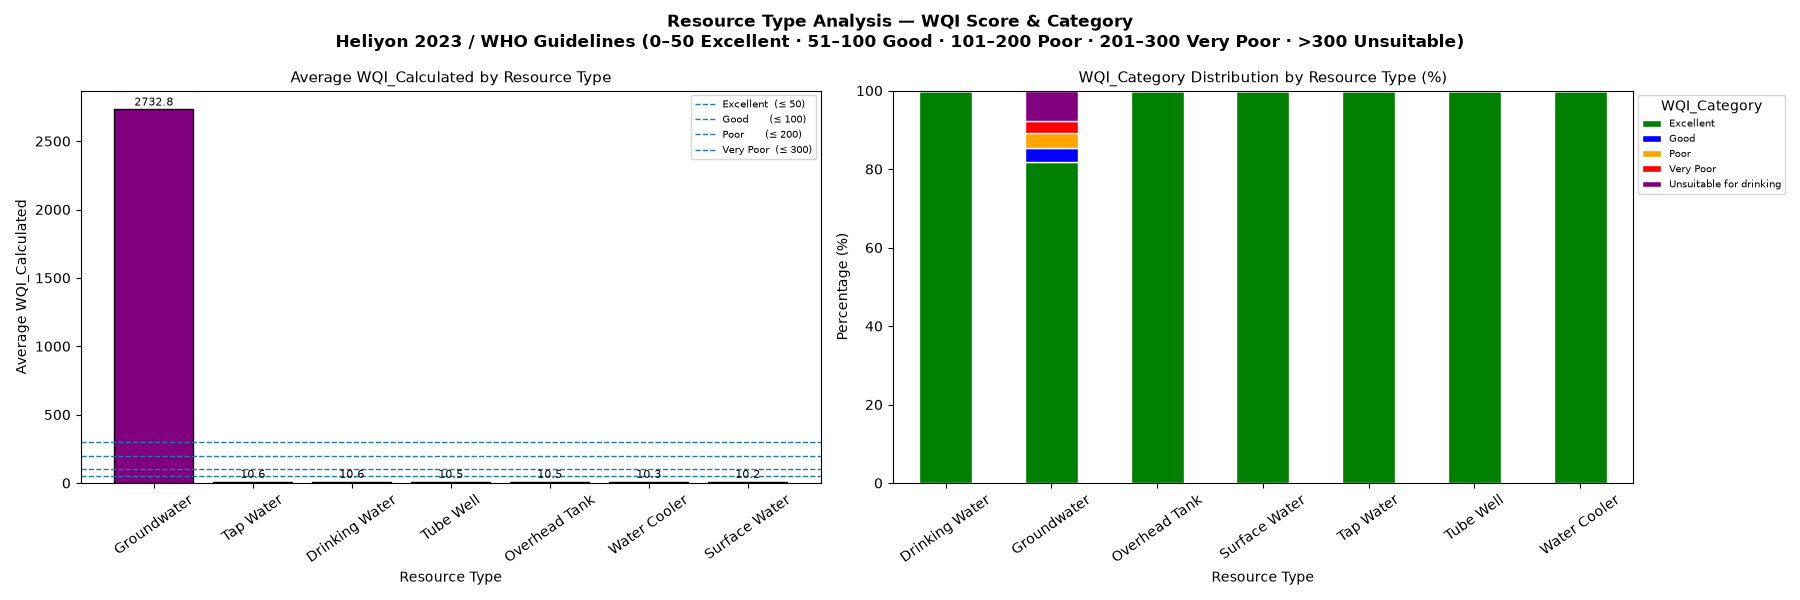 Resource Type Analysis — WQI Score & Category
Heliyon 2023 / WHO Guidelines (0–50 Excellent · 51–100 Good · 101–200 Poor · 201–300 Very Poor · >300 Unsuitable)
Average WQI_Calculated by Resource Type
Average WQI_Calculated
2500
2000
1500
1000
500
0
2732.8
10.6
10.6
10.5
10.5
10.3
10.2
Excellent (≤ 50)
Good (≤ 100)
Poor (≤ 200)
Very Poor (≤ 300)
Groundwater
Tap Water
Drinking Water
Tube Well
Overhead Tank
Water Cooler
Surface Water
Resource Type
WQI_Category Distribution by Resource Type (%)
Percentage (%)
100
80
60
40
20
0
WQI_Category
Excellent
Good
Poor
Very Poor
Unsuitable for drinking
Drinking Water
Groundwater
Overhead Tank
Surface Water
Tap Water
Tube Well
Water Cooler
Resource Type